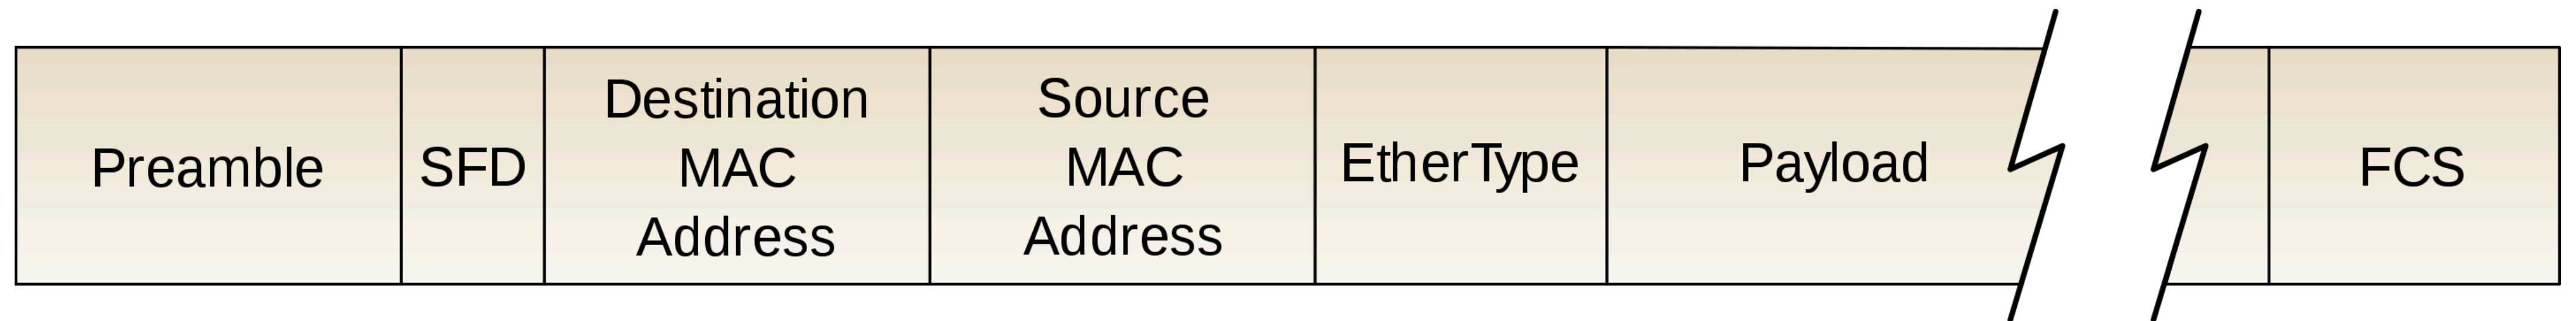 Preamble
SFD
Destination
MAC
Address
Source
MAC
Address
EtherType
Payload
FCS